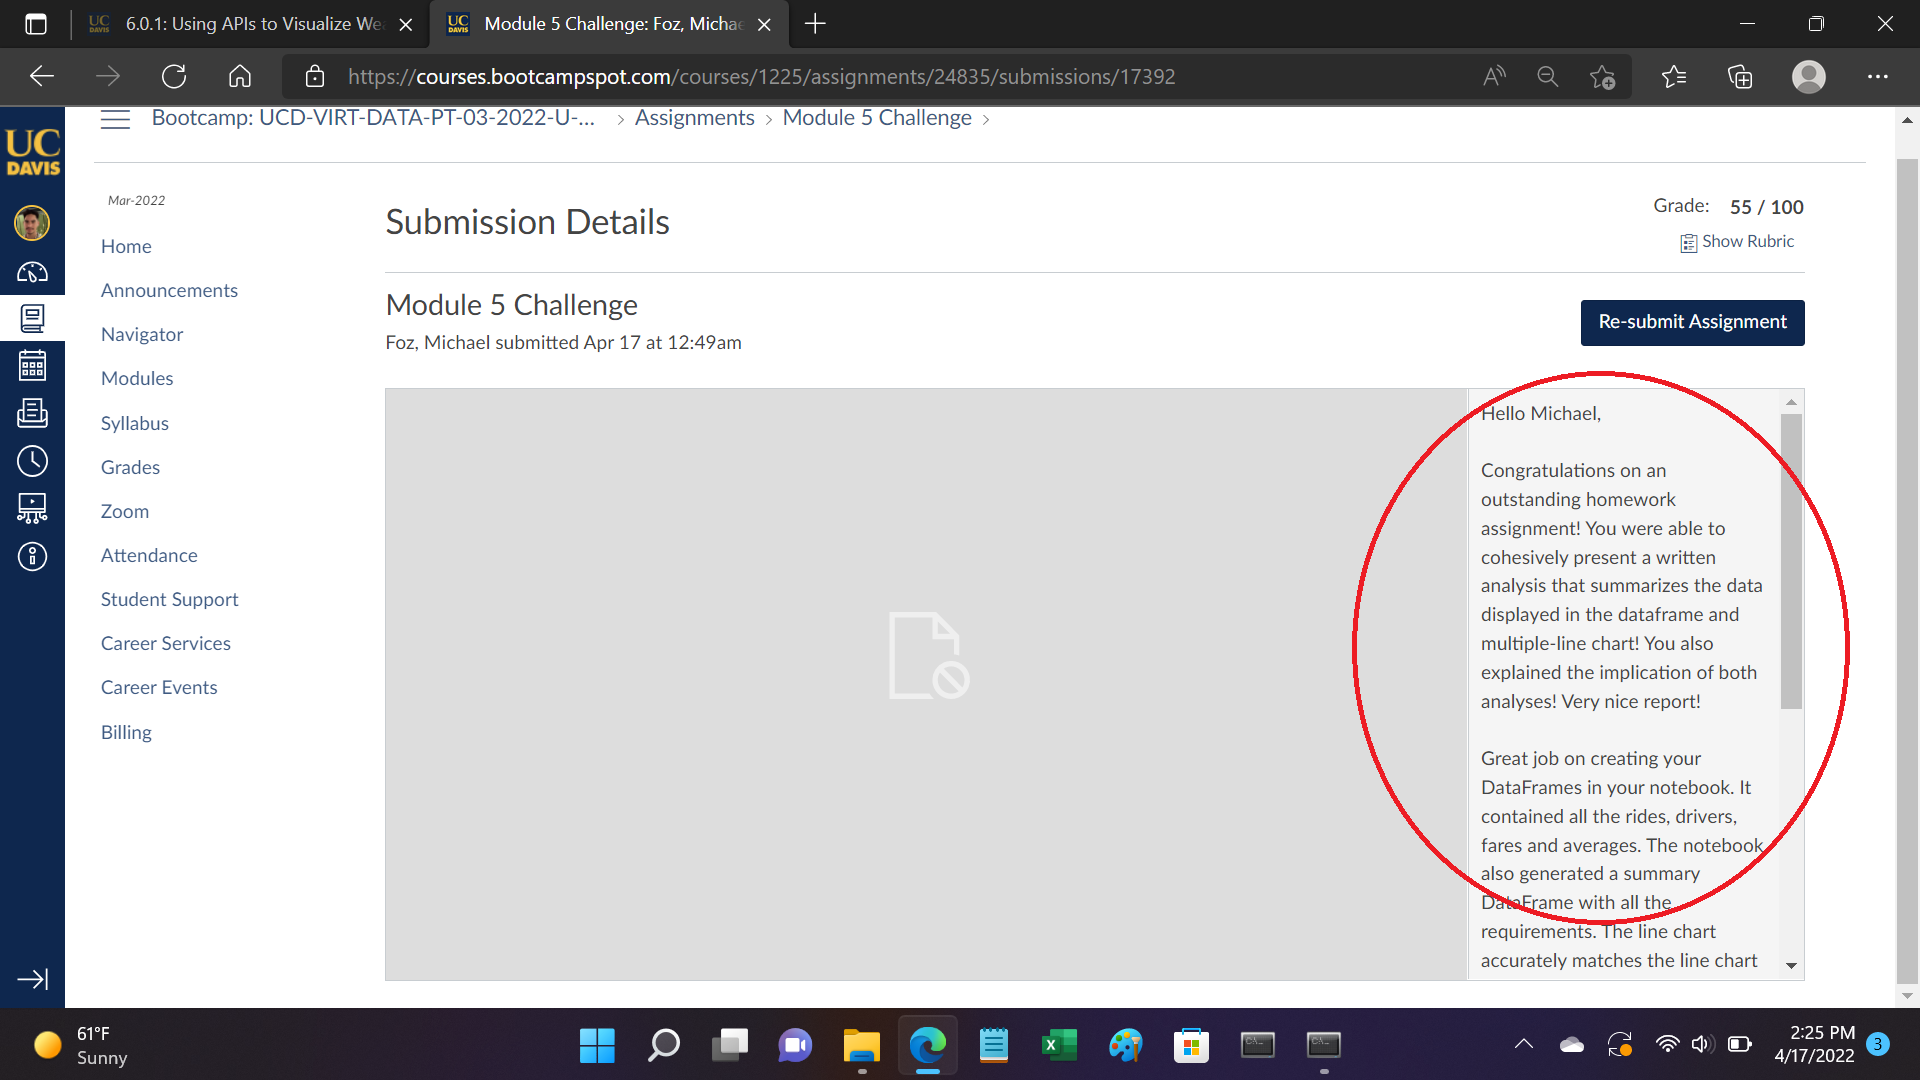 6.0.1: Using APIs to Visualize We
Module 5 Challenge: Foz, Micha
https://courses.bootcampspot.com/courses/1225/assignments/24835/submissions/17392
UC DAVIS
Bootcamp: UCD-VIRT-DATA-PT-03-2022-U-... › Assignments › Module 5 Challenge ›
Mar-2022
Home
Announcements
Navigator
Modules
Syllabus
Grades
Zoom
Attendance
Student Support
Career Services
Career Events
Billing
Submission Details
Grade: 55 / 100
Show Rubric
Module 5 Challenge
Foz, Michael submitted Apr 17 at 12:49am
Re-submit Assignment
Hello Michael,
Congratulations on an
outstanding homework
assignment! You were able to
cohesively present a written
analysis that summarizes the data
displayed in the dataframe and
multiple-line chart! You also
explained the implication of both
analyses! Very nice report!
Great job on creating your
DataFrames in your notebook. It
contained all the rides, drivers,
fares and averages. The notebook
also generated a summary
DataFrame with all the
requirements. The line chart
accurately matches the line chart
61°F
Sunny
2:25 PM
4/17/2022
3